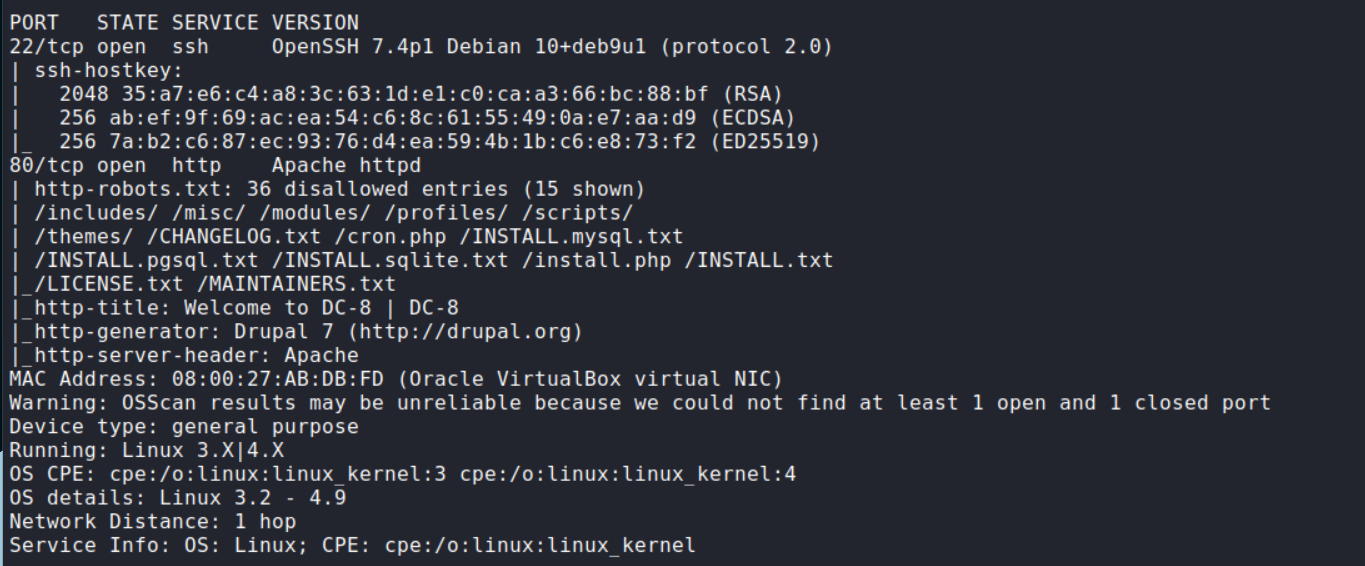 PORT   STATE SERVICE VERSION
22/tcp open  ssh     OpenSSH 7.4p1 Debian 10+deb9u1 (protocol 2.0)
| ssh-hostkey:
|   2048 35:a7:e6:c4:a8:3c:63:1d:e1:c0:ca:a3:66:bc:88:bf (RSA)
|   256 ab:ef:9f:69:ac:ea:54:c6:8c:61:55:49:0a:e7:aa:d9 (ECDSA)
|_  256 7a:b2:c6:87:ec:93:76:d4:ea:59:4b:1b:c6:e8:73:f2 (ED25519)
80/tcp open  http    Apache httpd
| http-robots.txt: 36 disallowed entries (15 shown)
| /includes/ /misc/ /modules/ /profiles/ /scripts/
| /themes/ /CHANGELOG.txt /cron.php /INSTALL.mysql.txt
| /INSTALL.pgsql.txt /INSTALL.sqlite.txt /install.php /INSTALL.txt
|_/LICENSE.txt /MAINTAINERS.txt
|_http-title: Welcome to DC-8 | DC-8
|_http-generator: Drupal 7 (http://drupal.org)
|_http-server-header: Apache
MAC Address: 08:00:27:AB:DB:FD (Oracle VirtualBox virtual NIC)
Warning: OSScan results may be unreliable because we could not find at least 1 open and 1 closed port
Device type: general purpose
Running: Linux 3.X|4.X
OS CPE: cpe:/o:linux:linux_kernel:3 cpe:/o:linux:linux_kernel:4
OS details: Linux 3.2 - 4.9
Network Distance: 1 hop
Service Info: OS: Linux; CPE: cpe:/o:linux:linux_kernel